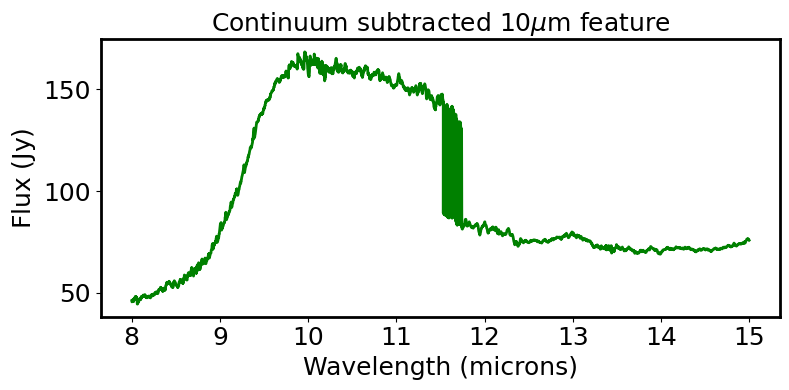 Continuum subtracted 10μm feature
Flux (Jy)
150
100
50
8 9 10 11 12 13 14 15
Wavelength (microns)